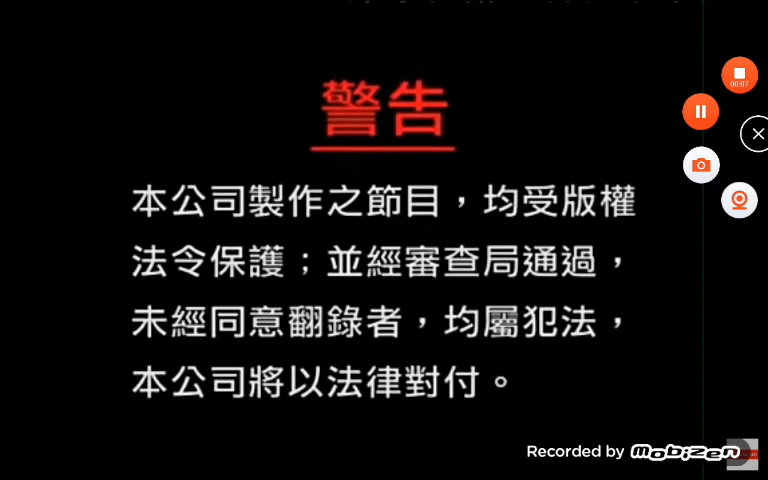 警告
本公司製作之節目，均受版權
法令保護；並經審查局通過，
未經同意翻錄者，均屬犯法，
本公司將以法律對付。
00:07
Recorded by mobizen